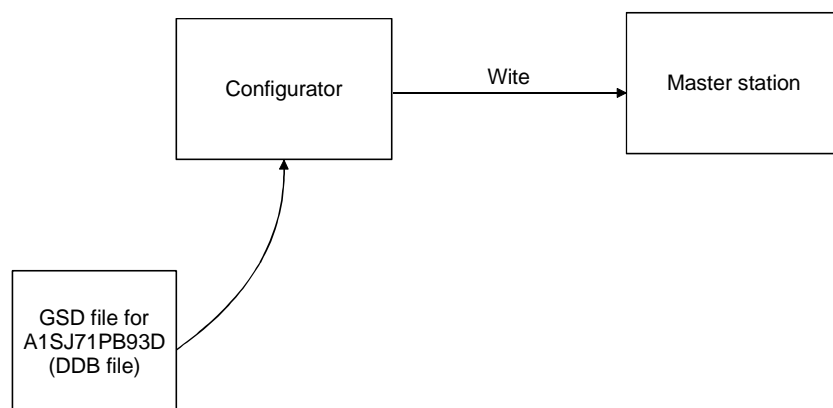 Configurator
Wite
Master station
GSD file for
A1SJ71PB93D
(DDB file)